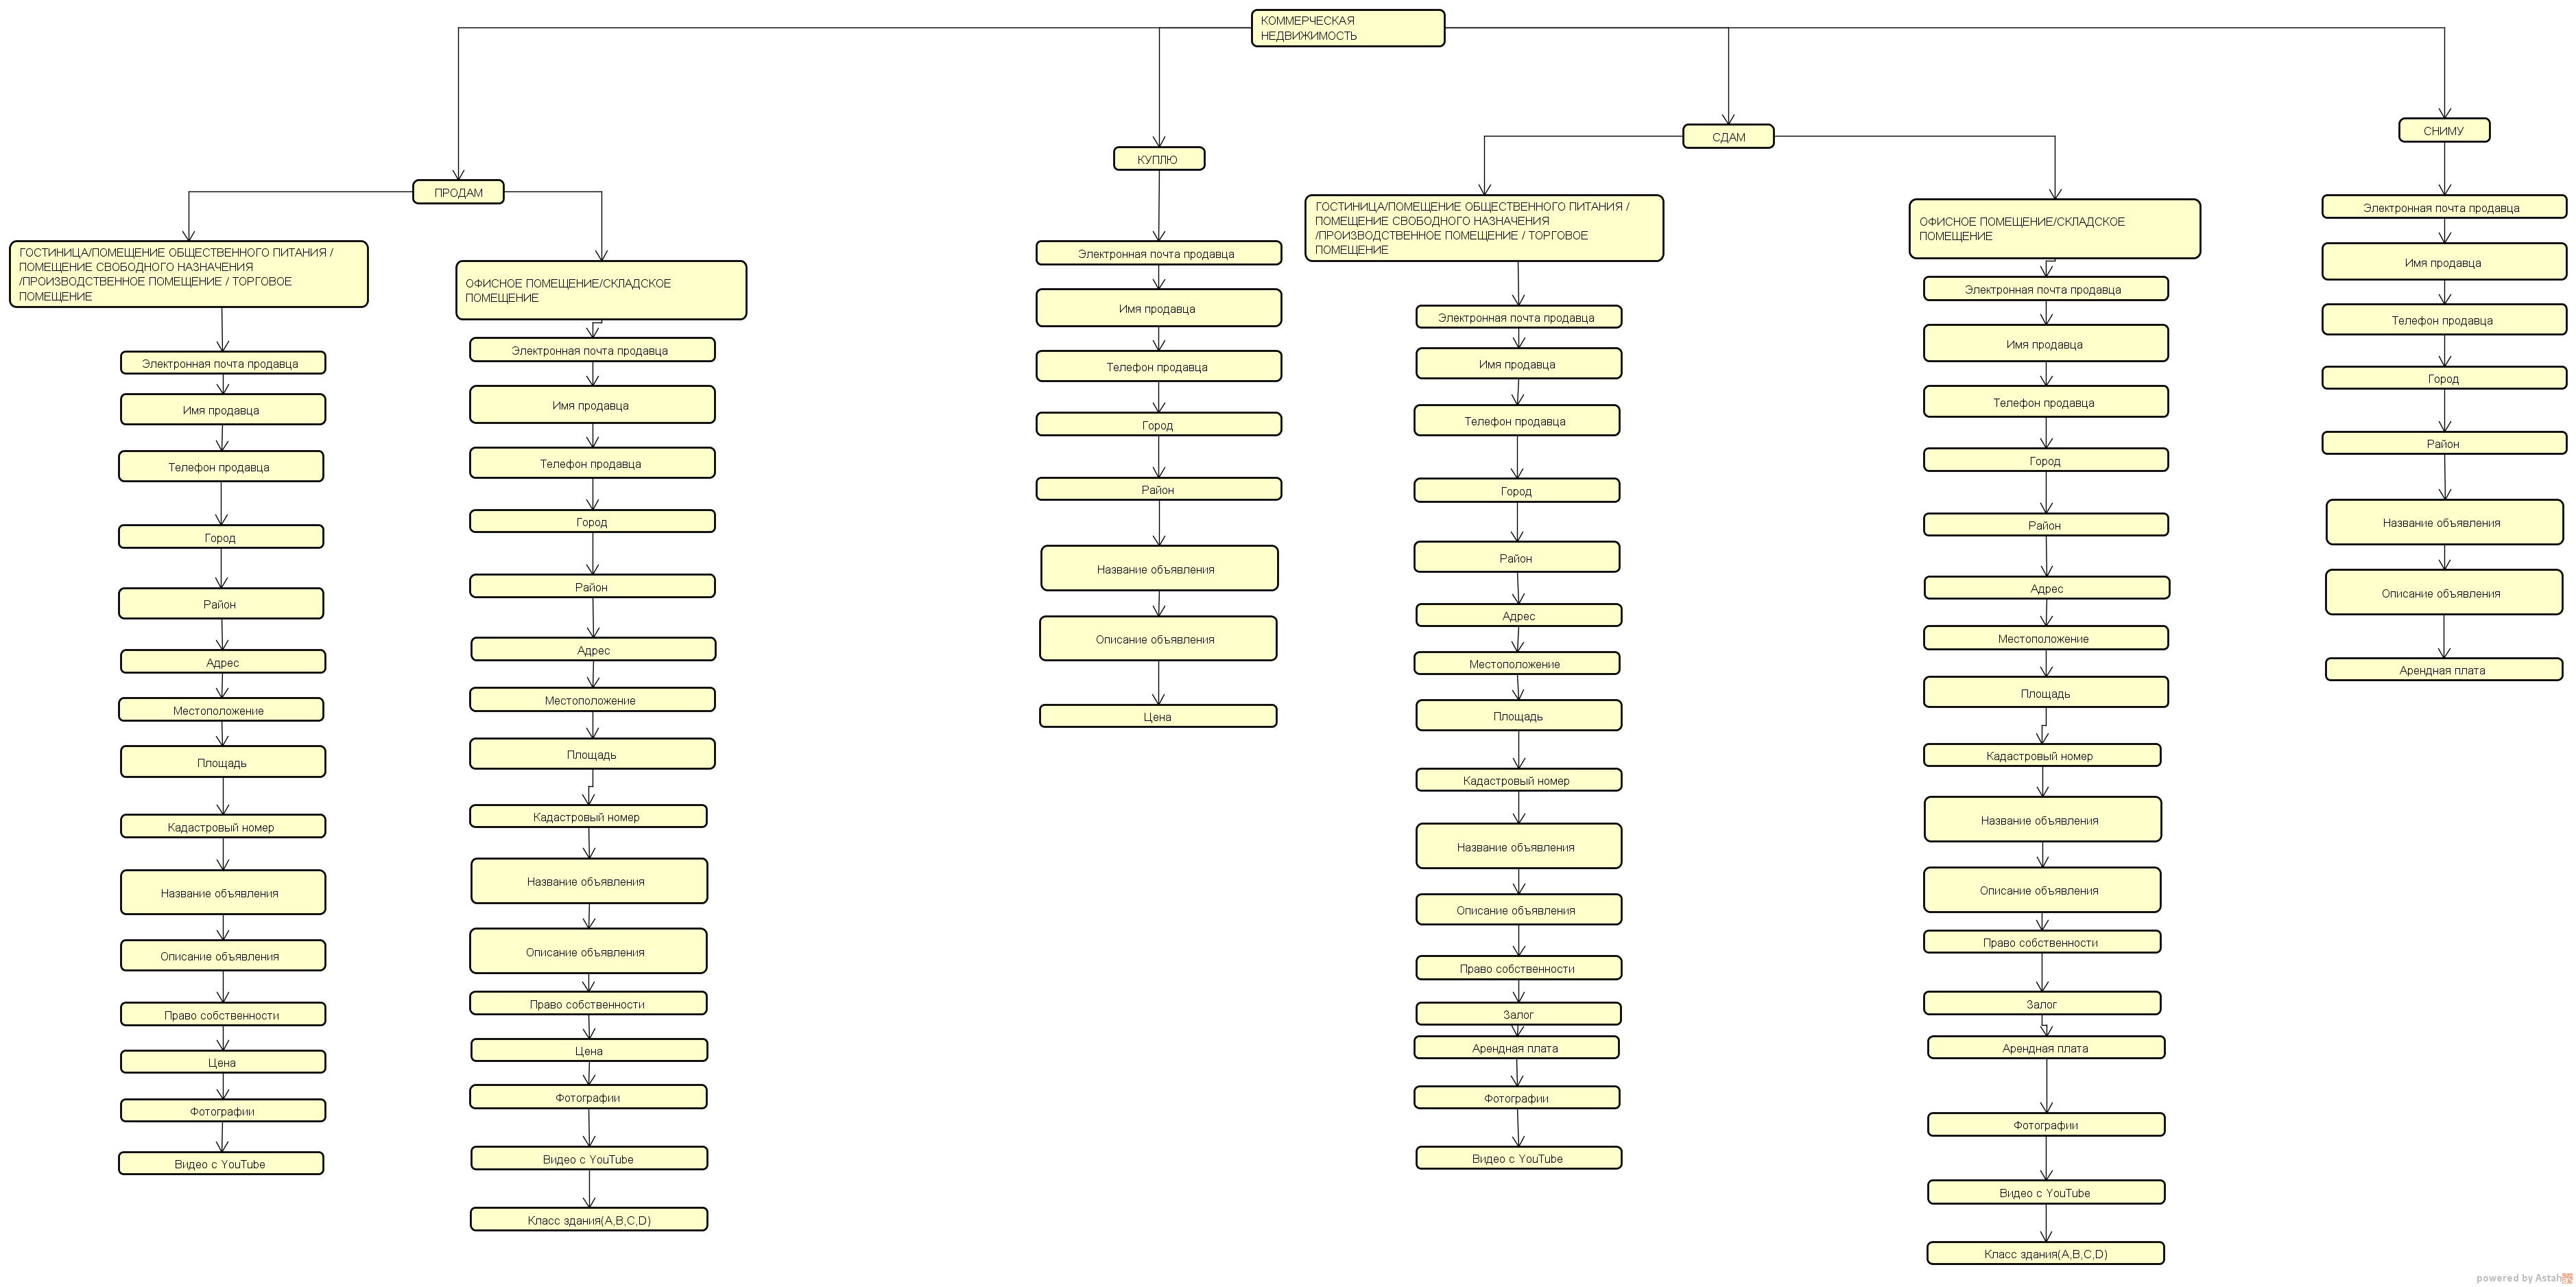 КОММЕРЧЕСКАЯ
НЕДВИЖИМОСТЬ
ПРОДАМ
ГОСТИНИЦА/ПОМЕЩЕНИЕ ОБЩЕСТВЕННОГО ПИТАНИЯ /
ПОМЕЩЕНИЕ СВОБОДНОГО НАЗНАЧЕНИЯ
/ПРОИЗВОДСТВЕННОЕ ПОМЕЩЕНИЕ / ТОРГОВОЕ
ПОМЕЩЕНИЕ
Электронная почта продавца
Имя продавца
Телефон продавца
Город
Район
Адрес
Местоположение
Площадь
Кадастровый номер
Название объявления
Описание объявления
Право собственности
Цена
Фотографии
Видео с YouTube
ОФИСНОЕ ПОМЕЩЕНИЕ/СКЛАДСКОЕ
ПОМЕЩЕНИЕ
Электронная почта продавца
Имя продавца
Телефон продавца
Город
Район
Адрес
Местоположение
Площадь
Кадастровый номер
Название объявления
Описание объявления
Право собственности
Цена
Фотографии
Видео с YouTube
Класс здания(A,B,C,D)
КУПЛЮ
Электронная почта продавца
Имя продавца
Телефон продавца
Город
Район
Название объявления
Описание объявления
Цена
СДАМ
ГОСТИНИЦА/ПОМЕЩЕНИЕ ОБЩЕСТВЕННОГО ПИТАНИЯ /
ПОМЕЩЕНИЕ СВОБОДНОГО НАЗНАЧЕНИЯ
/ПРОИЗВОДСТВЕННОЕ ПОМЕЩЕНИЕ / ТОРГОВОЕ
ПОМЕЩЕНИЕ
Электронная почта продавца
Имя продавца
Телефон продавца
Город
Район
Адрес
Местоположение
Площадь
Кадастровый номер
Название объявления
Описание объявления
Право собственности
Залог
Арендная плата
Фотографии
Видео с YouTube
ОФИСНОЕ ПОМЕЩЕНИЕ/СКЛАДСКОЕ
ПОМЕЩЕНИЕ
Электронная почта продавца
Имя продавца
Телефон продавца
Город
Район
Адрес
Местоположение
Площадь
Кадастровый номер
Название объявления
Описание объявления
Право собственности
Залог
Арендная плата
Фотографии
Видео с YouTube
Класс здания(A,B,C,D)
СНИМУ
Электронная почта продавца
Имя продавца
Телефон продавца
Город
Район
Название объявления
Описание объявления
Арендная плата
powered by Astah